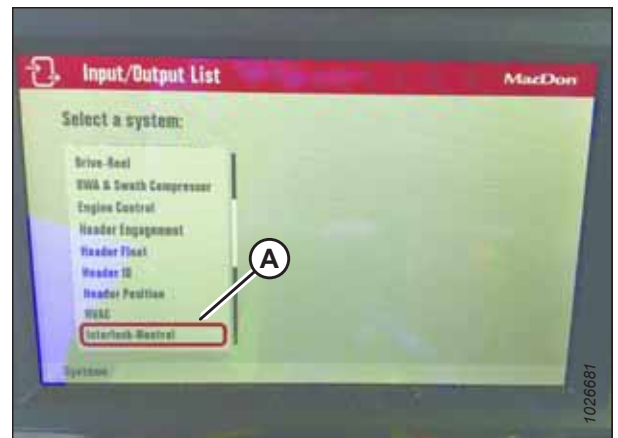 Input/Output List
MacDon
Select a system:
Drive-Reel
DWA & Swath Compressor
Engine Control
Header Engagement
Header Float
Header ID
Header Position
HVAC
Interlock-Neutral
System:
A
1026681